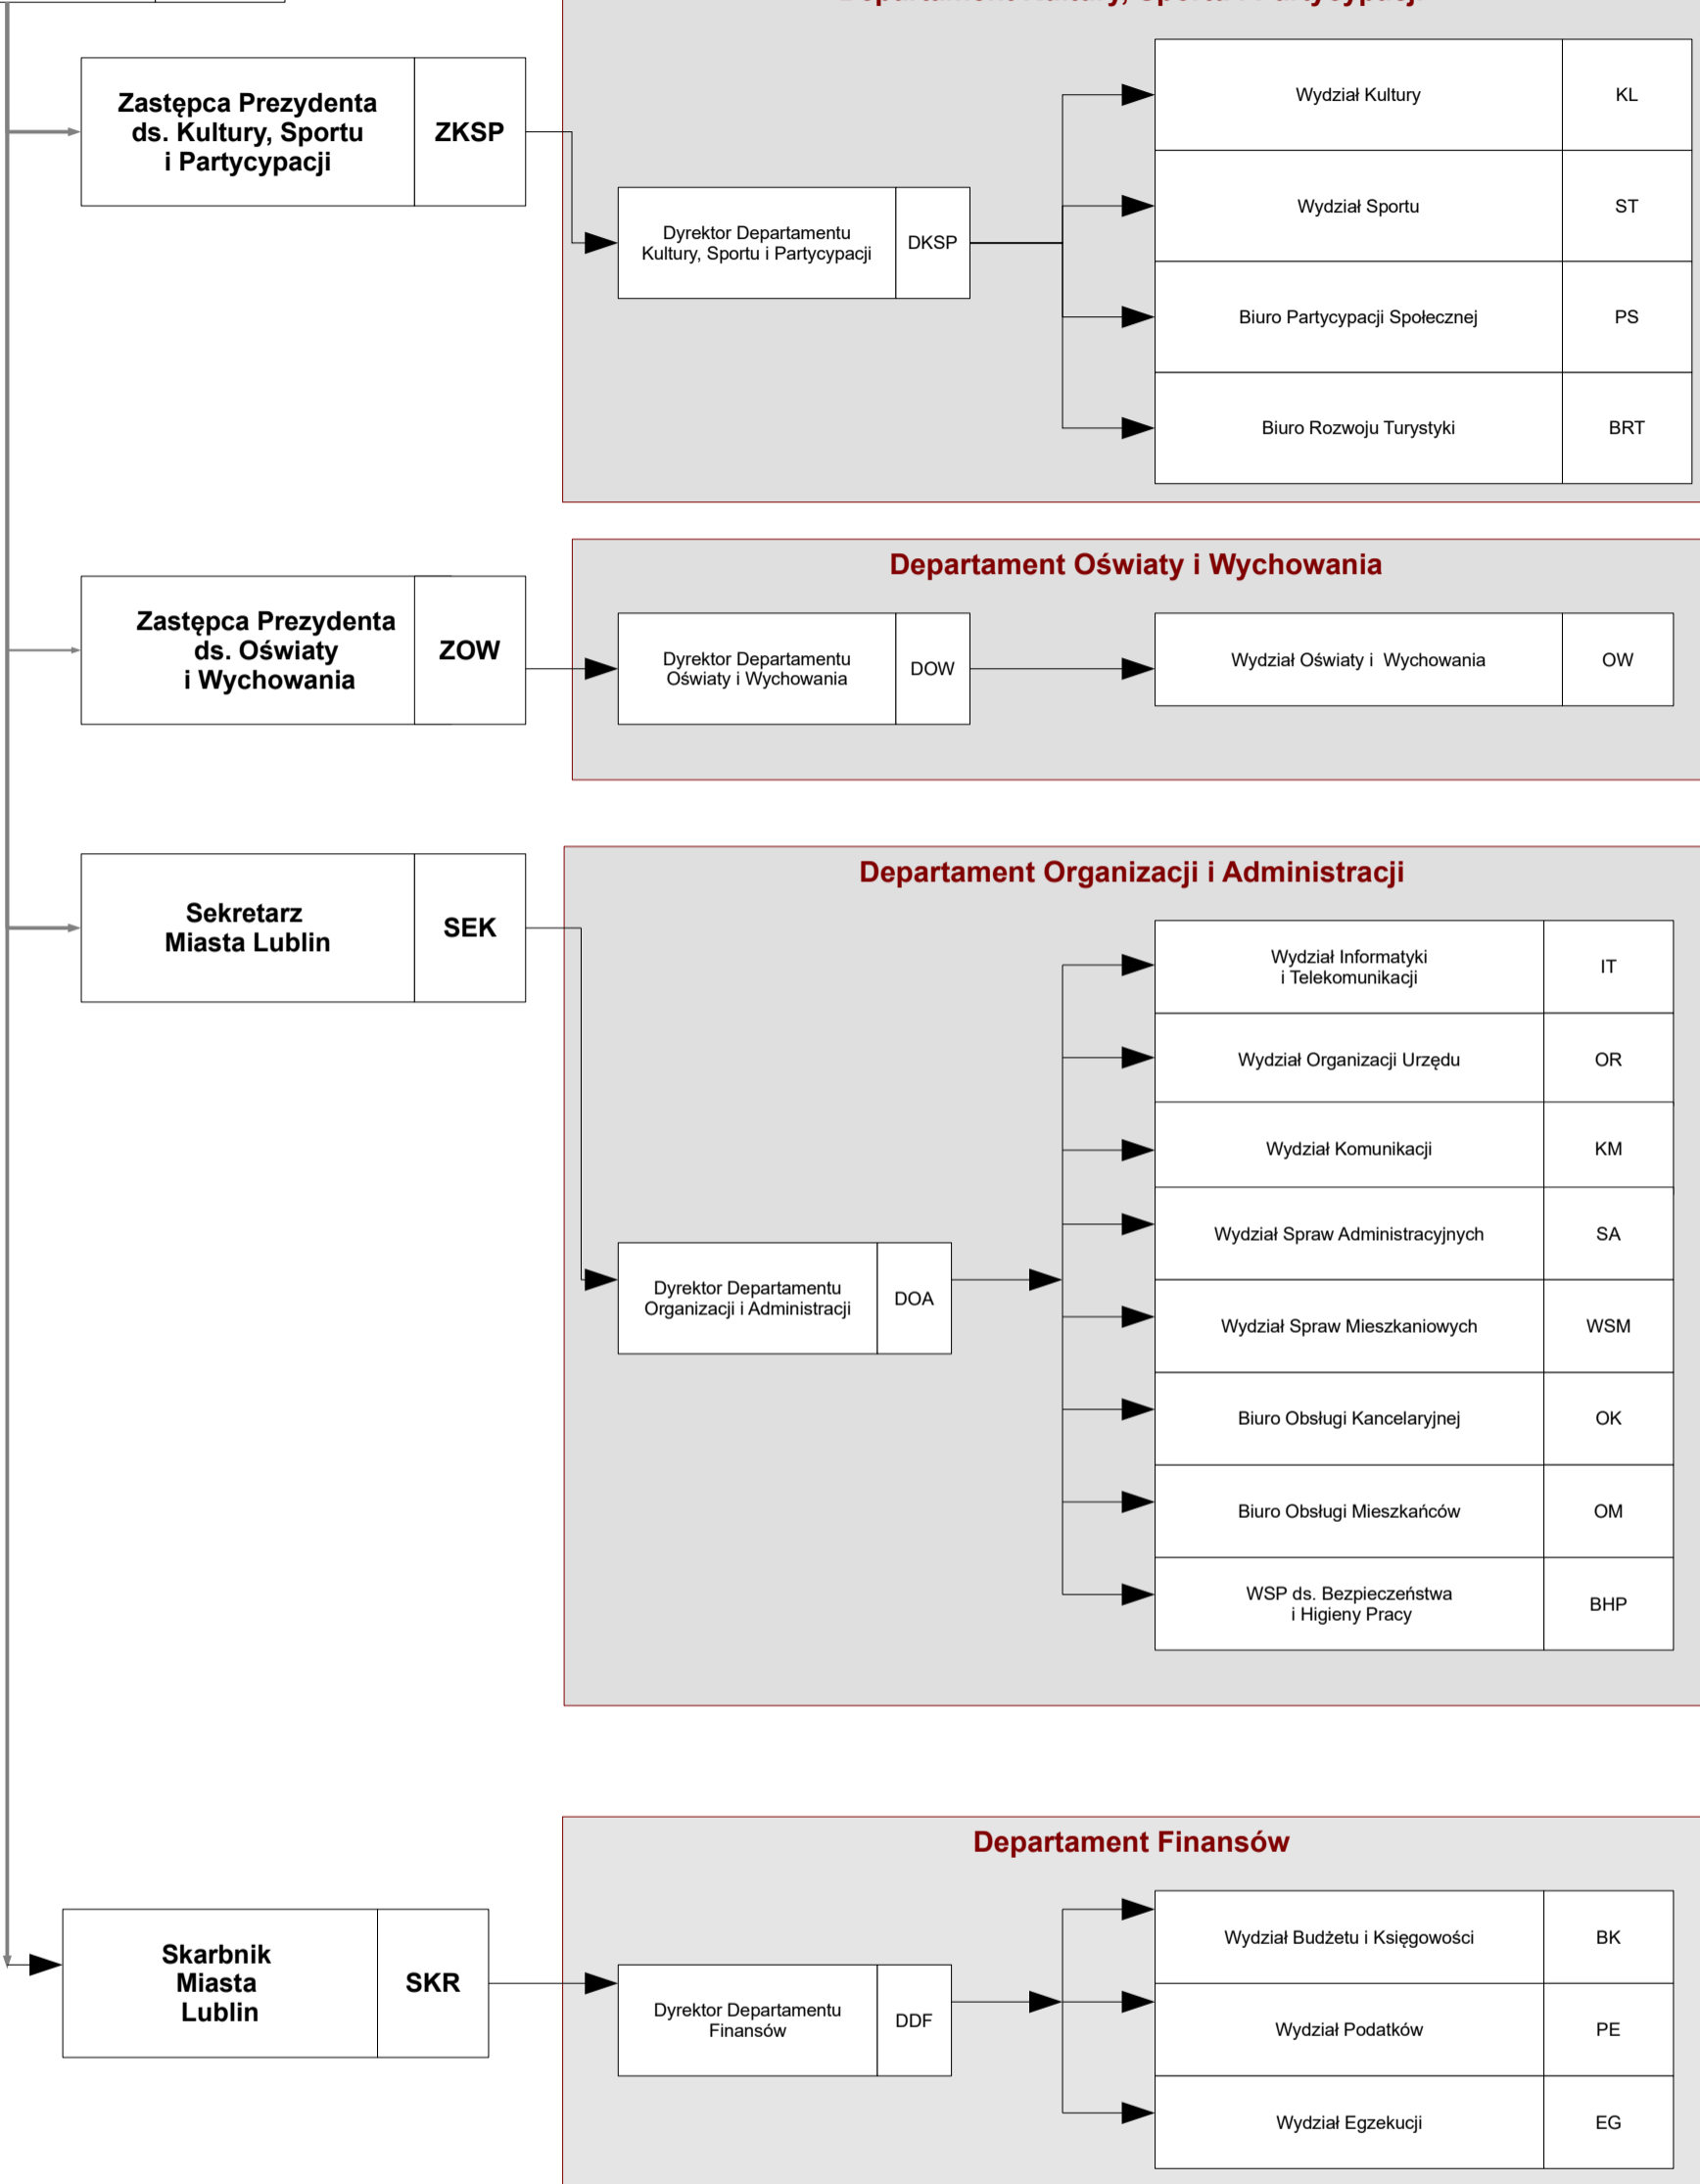 Departament Kultury, Sportu i Partycypacji
Zastępca Prezydenta
ds. Kultury, Sportu
i Partycypacji
ZKSP
Dyrektor Departamentu
Kultury, Sportu i Partycypacji
DKSP
Wydział Kultury
KL
Wydział Sportu
ST
Biuro Partycypacji Społecznej
PS
Biuro Rozwoju Turystyki
BRT
Departament Oświaty i Wychowania
Zastępca Prezydenta
ds. Oświaty
i Wychowania
ZOW
Dyrektor Departamentu
Oświaty i Wychowania
DOW
Wydział Oświaty i  Wychowania
OW
Departament Organizacji i Administracji
Sekretarz
Miasta Lublin
SEK
Dyrektor Departamentu
Organizacji i Administracji
DOA
Wydział Informatyki
i Telekomunikacji
IT
Wydział Organizacji Urzędu
OR
Wydział Komunikacji
KM
Wydział Spraw Administracyjnych
SA
Wydział Spraw Mieszkaniowych
WSM
Biuro Obsługi Kancelaryjnej
OK
Biuro Obsługi Mieszkańców
OM
WSP ds. Bezpieczeństwa
i Higieny Pracy
BHP
Departament Finansów
Skarbnik
Miasta
Lublin
SKR
Dyrektor Departamentu
Finansów
DDF
Wydział Budżetu i Księgowości
BK
Wydział Podatków
PE
Wydział Egzekucji
EG